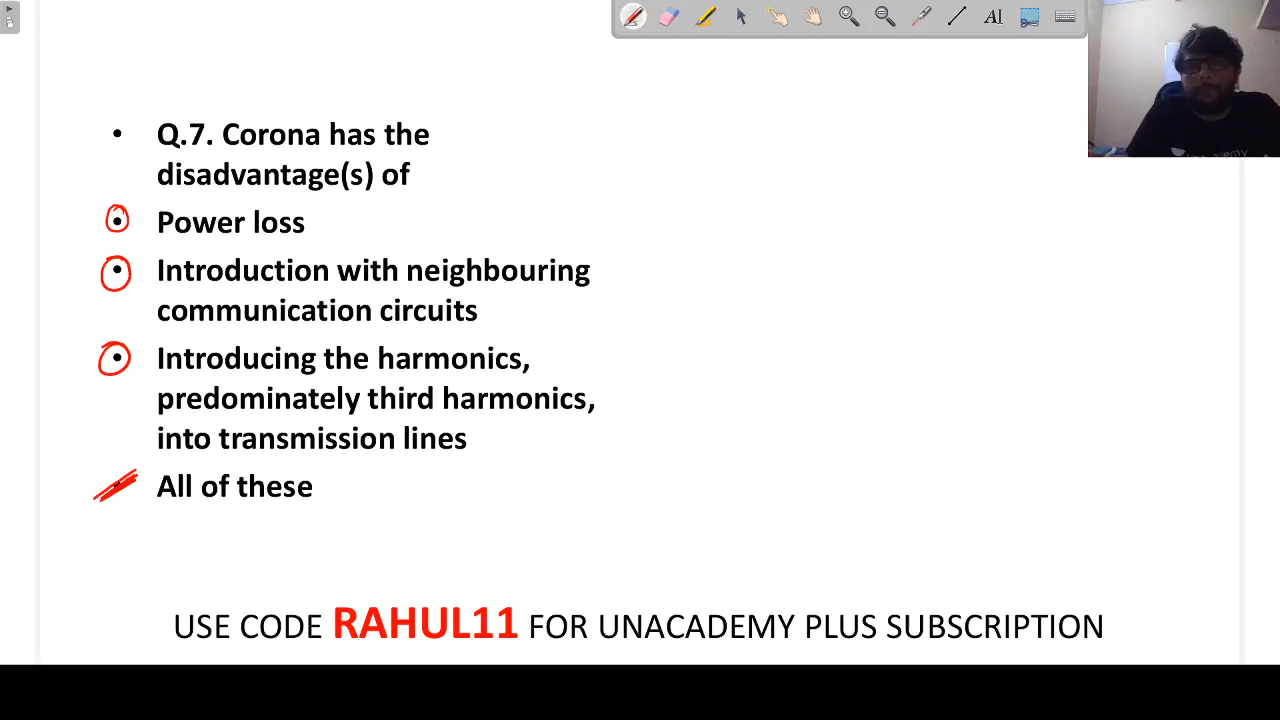 AI
• Q.7. Corona has the
disadvantage(s) of
• Power loss
• Introduction with neighbouring
communication circuits
• Introducing the harmonics,
predominately third harmonics,
into transmission lines
All of these
USE CODE RAHUL11 FOR UNACADEMY PLUS SUBSCRIPTION